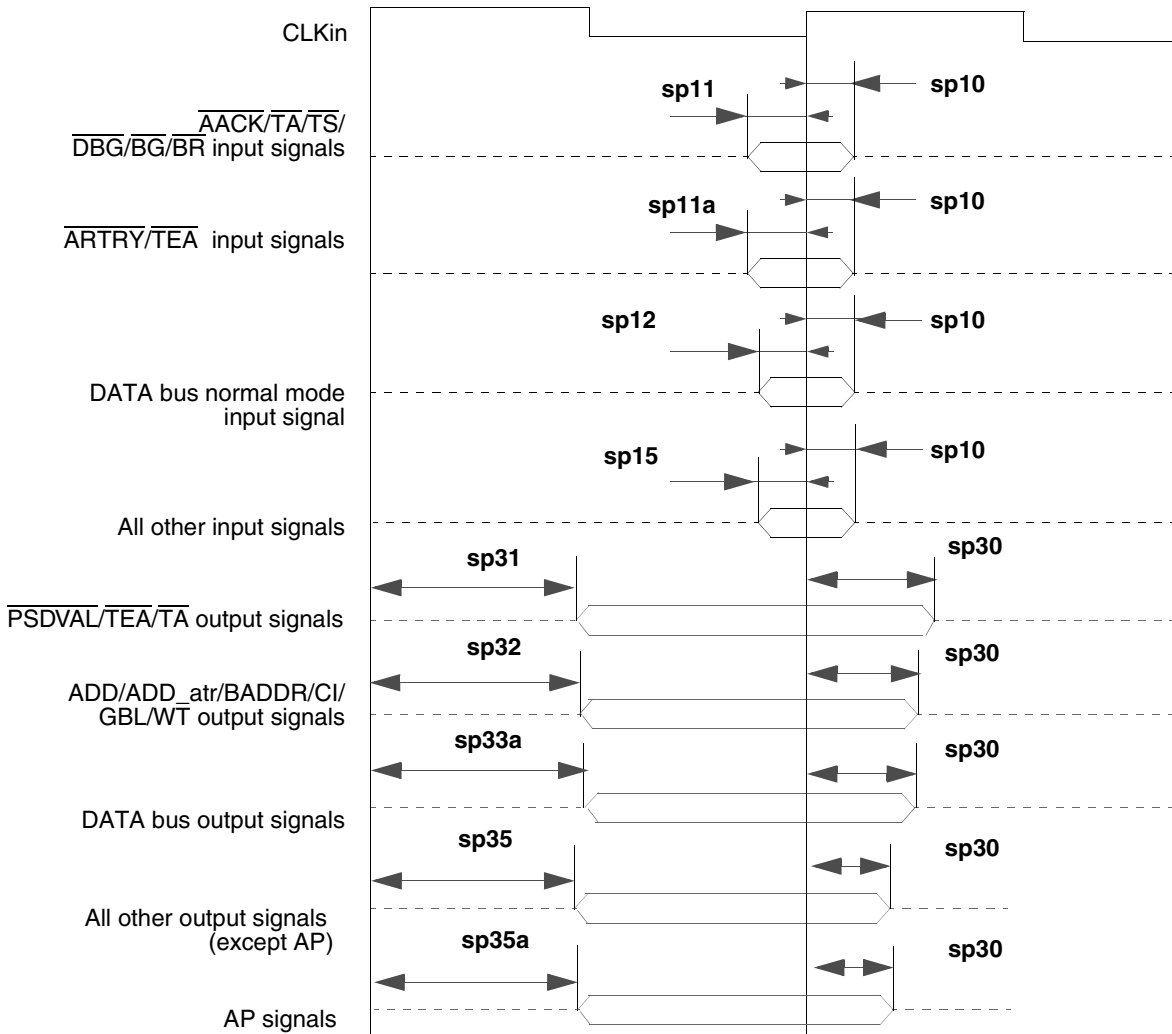 CLKin
sp11
sp10
AACK/TA/TS/
DBG/BG/BR input signals
sp11a
sp10
ARTRY/TEA input signals
sp12
sp10
DATA bus normal mode
input signal
sp15
sp10
All other input signals
sp31
sp30
PSDVAL/TEA/TA output signals
sp32
sp30
ADD/ADD_atr/BADDR/CI/
GBL/WT output signals
sp33a
sp30
DATA bus output signals
sp35
sp30
All other output signals
(except AP)
sp35a
sp30
AP signals